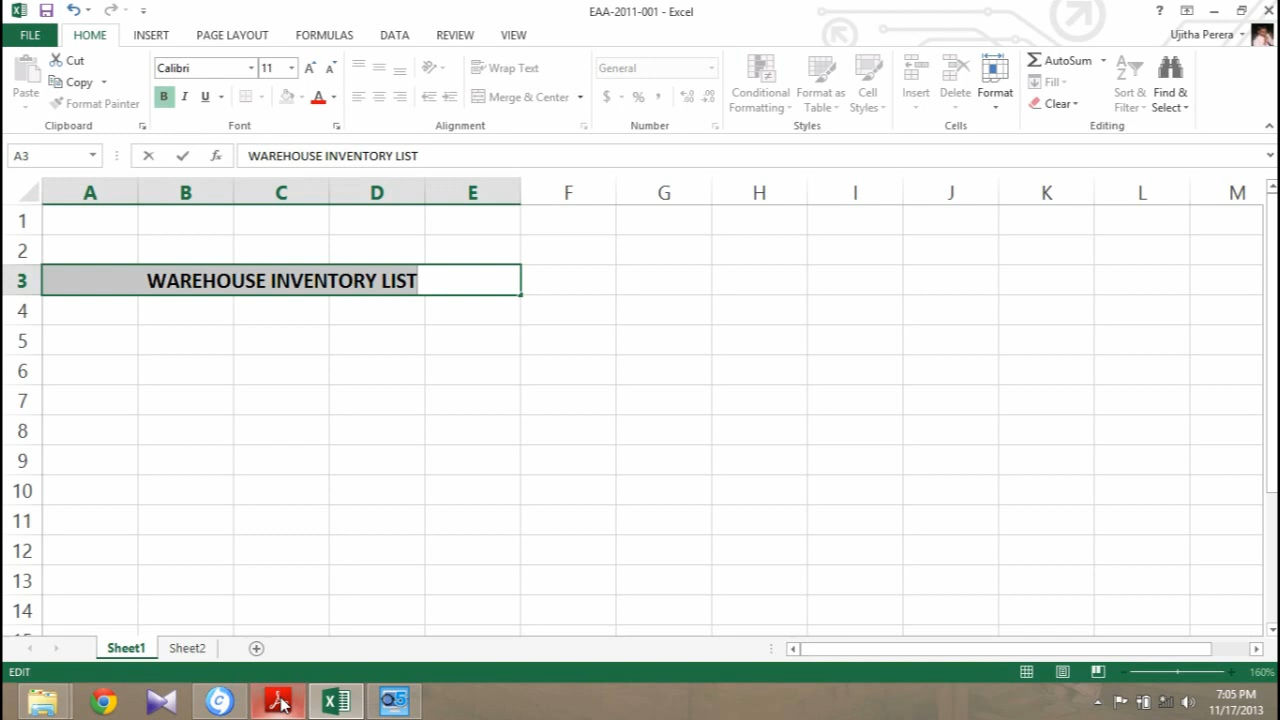 EAA-2011-001 - Excel
?
FILE HOME INSERT PAGE LAYOUT FORMULAS DATA REVIEW VIEW Ujitha Perera
Paste
Cut
Copy
Format Painter
Clipboard
Calibri 11
B I U
Font
Wrap Text
Merge & Center
Alignment
General
$ % ,
Number
Conditional Formatting
Format as Table
Cell Styles
Styles
Insert Delete Format
Cells
AutoSum
Fill
Clear
Sort & Filter
Find & Select
Editing
A3 fx WAREHOUSE INVENTORY LIST
A B C D E F G H I J K L M
1
2
3 WAREHOUSE INVENTORY LIST
4
5
6
7
8
9
10
11
12
13
14
Sheet1 Sheet2
EDIT 160%
7:05 PM
11/17/2013